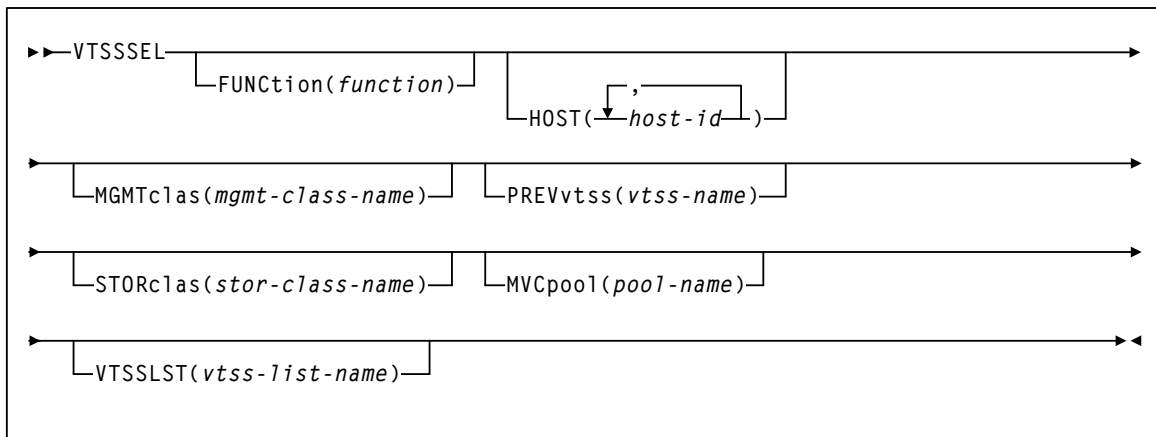 VTSSSEL
FUNCtion(function)
,
HOST(host-id)
MGMTclas(mgmt-class-name) PREVvtss(vtss-name)
STORclas(stor-class-name) MVCpool(pool-name)
VTSSLST(vtss-list-name)